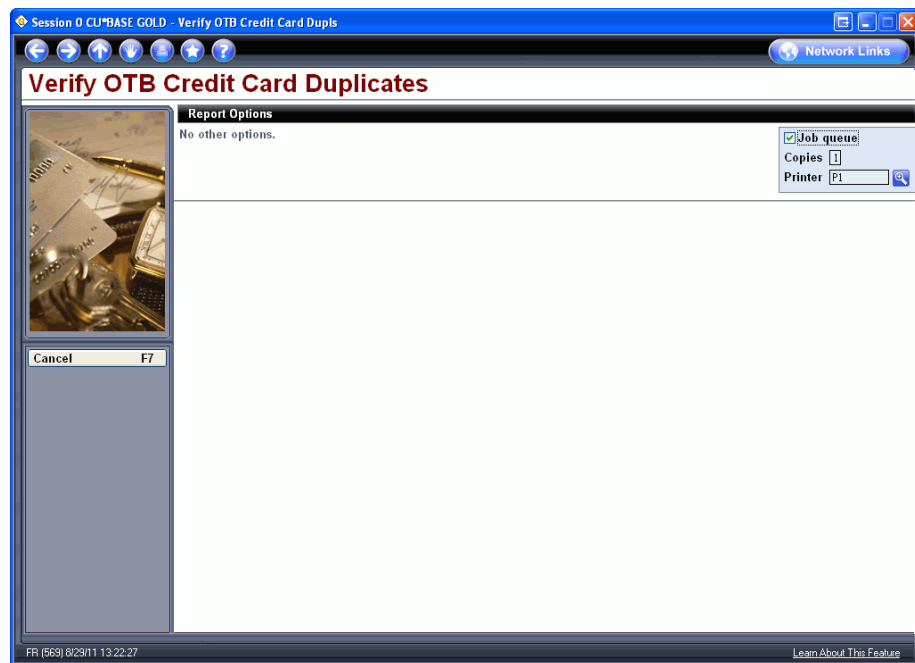 Session 0 CU*BASE GOLD - Verify OTB Credit Card Dupls
Network Links
Verify OTB Credit Card Duplicates
Report Options
No other options.
Job queue
Copies 1
Printer P1
Cancel F7
FR (569) 8/29/11 13:22:27
Learn About This Feature